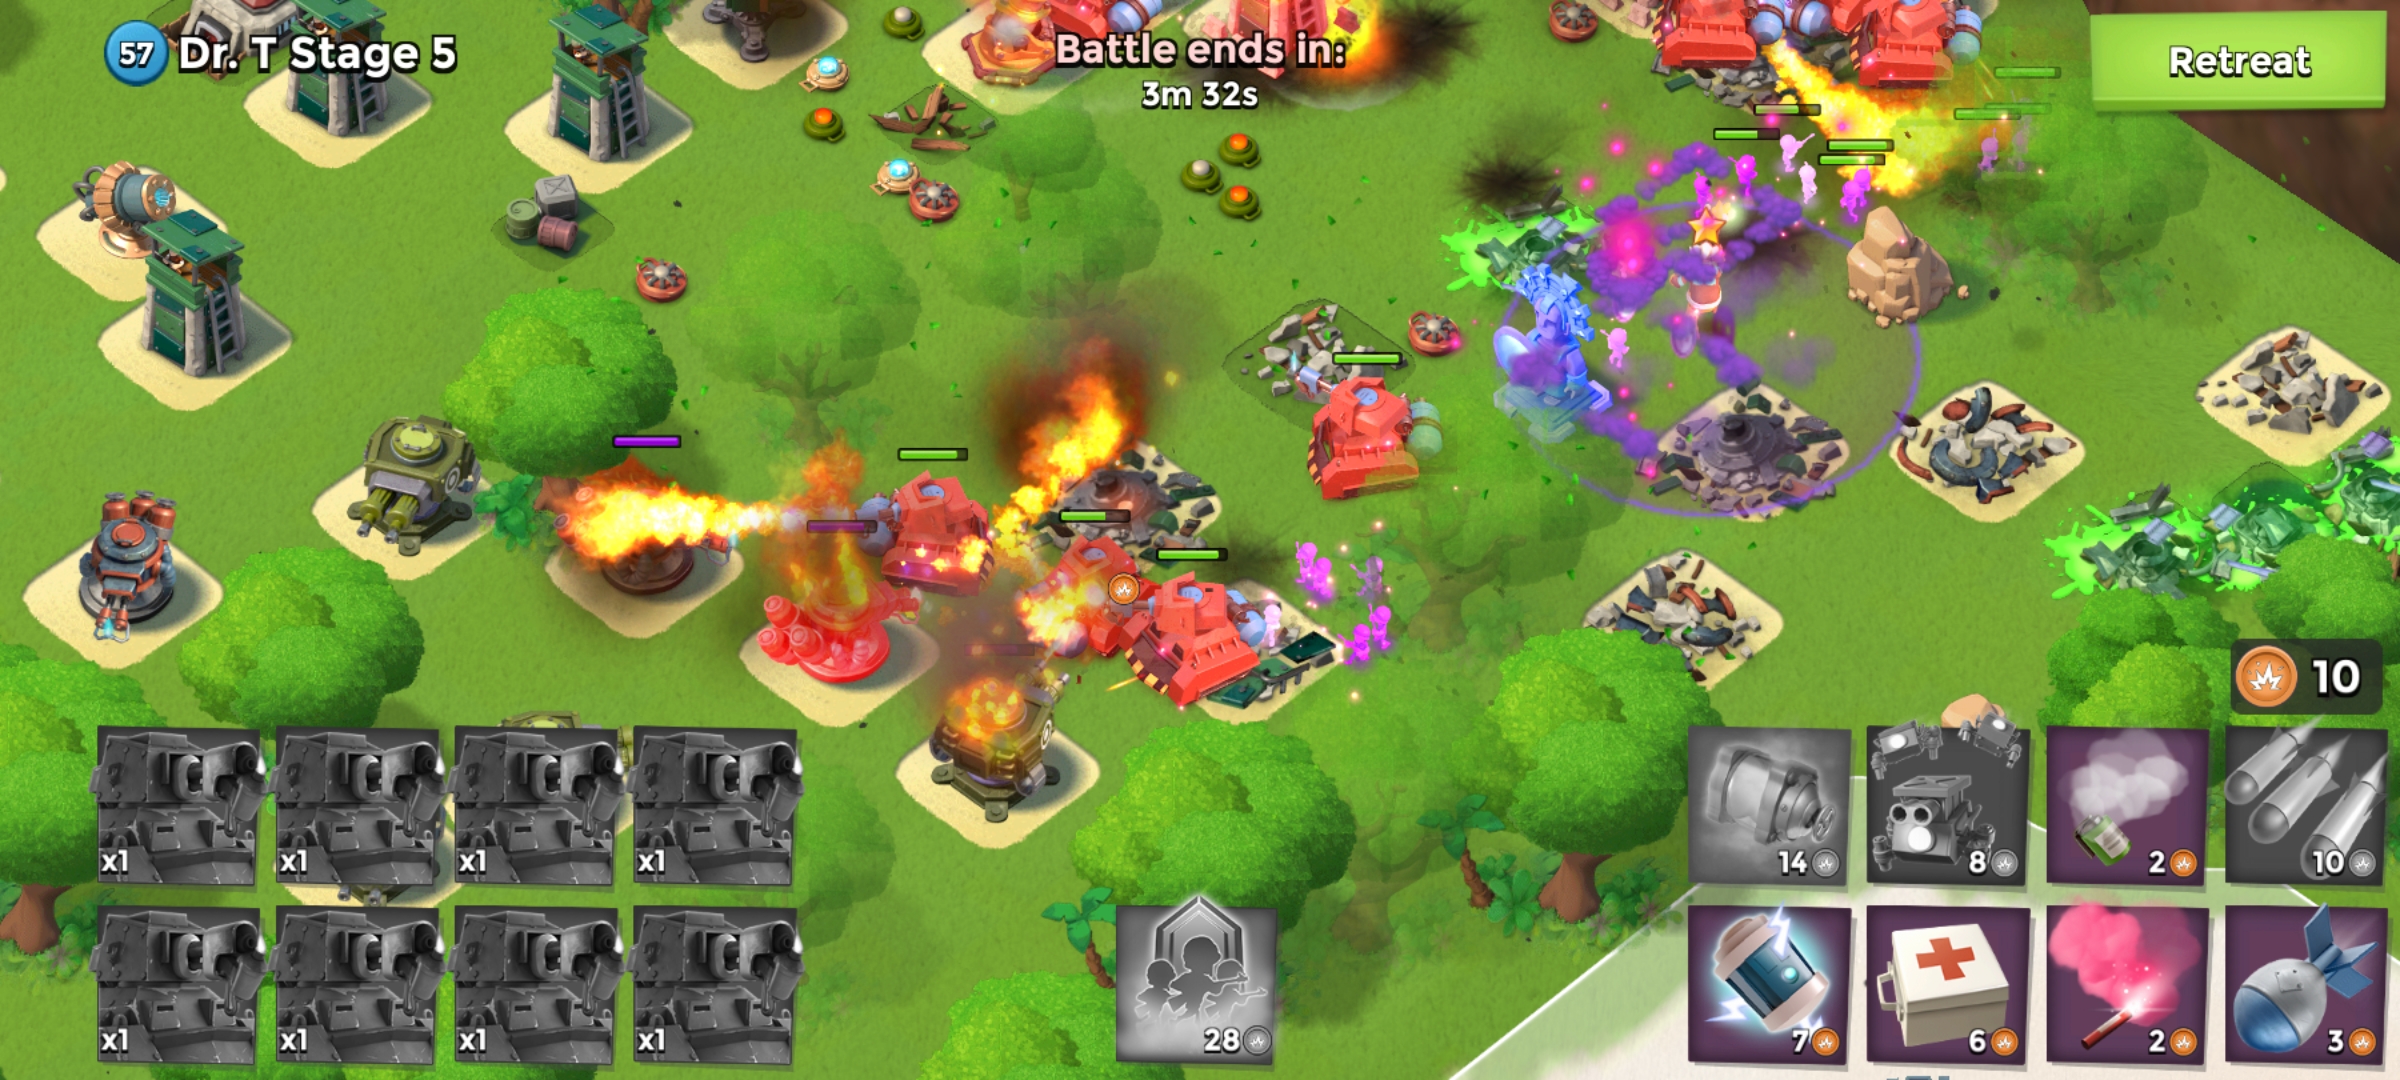 57 Dr. T Stage 5
Battle ends in:
3m 32s
Retreat
10
x1 x1 x1 x1
14 8 2 10
x1 x1 x1 x1
28
7 6 2 3